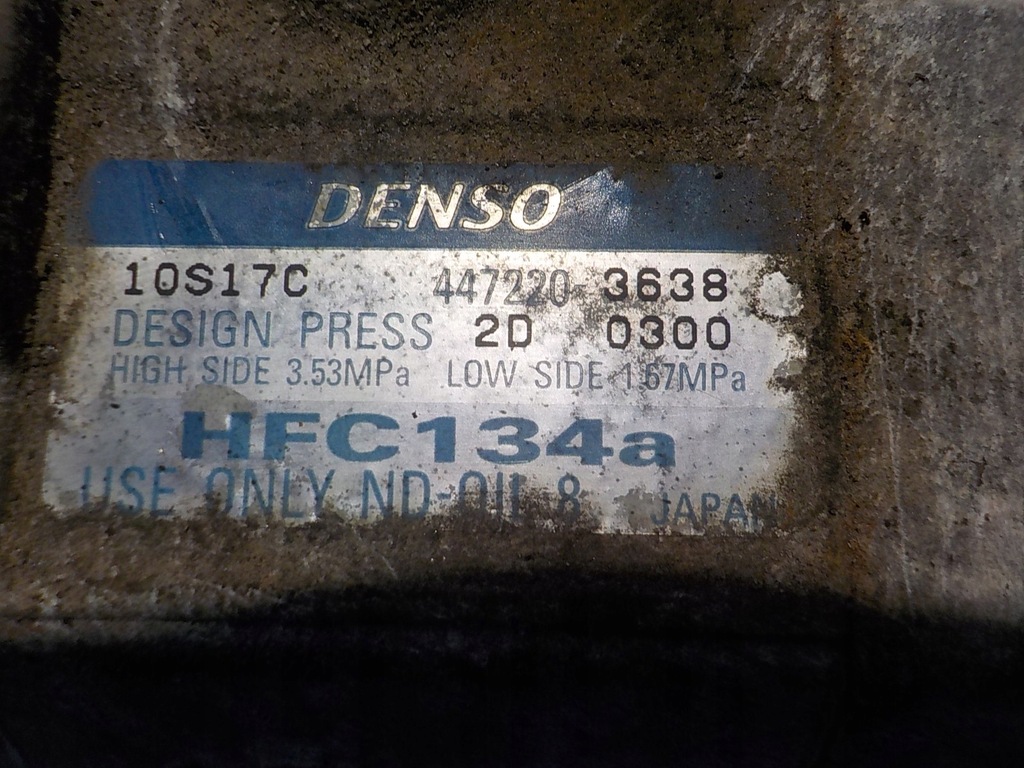 DENSO
10S17C 447220-3638
DESIGN PRESS 2D 0300
HIGH SIDE 3.53MPa LOW SIDE 1.67MPa
HFC134a
USE ONLY ND-OIL 8 JAPAN